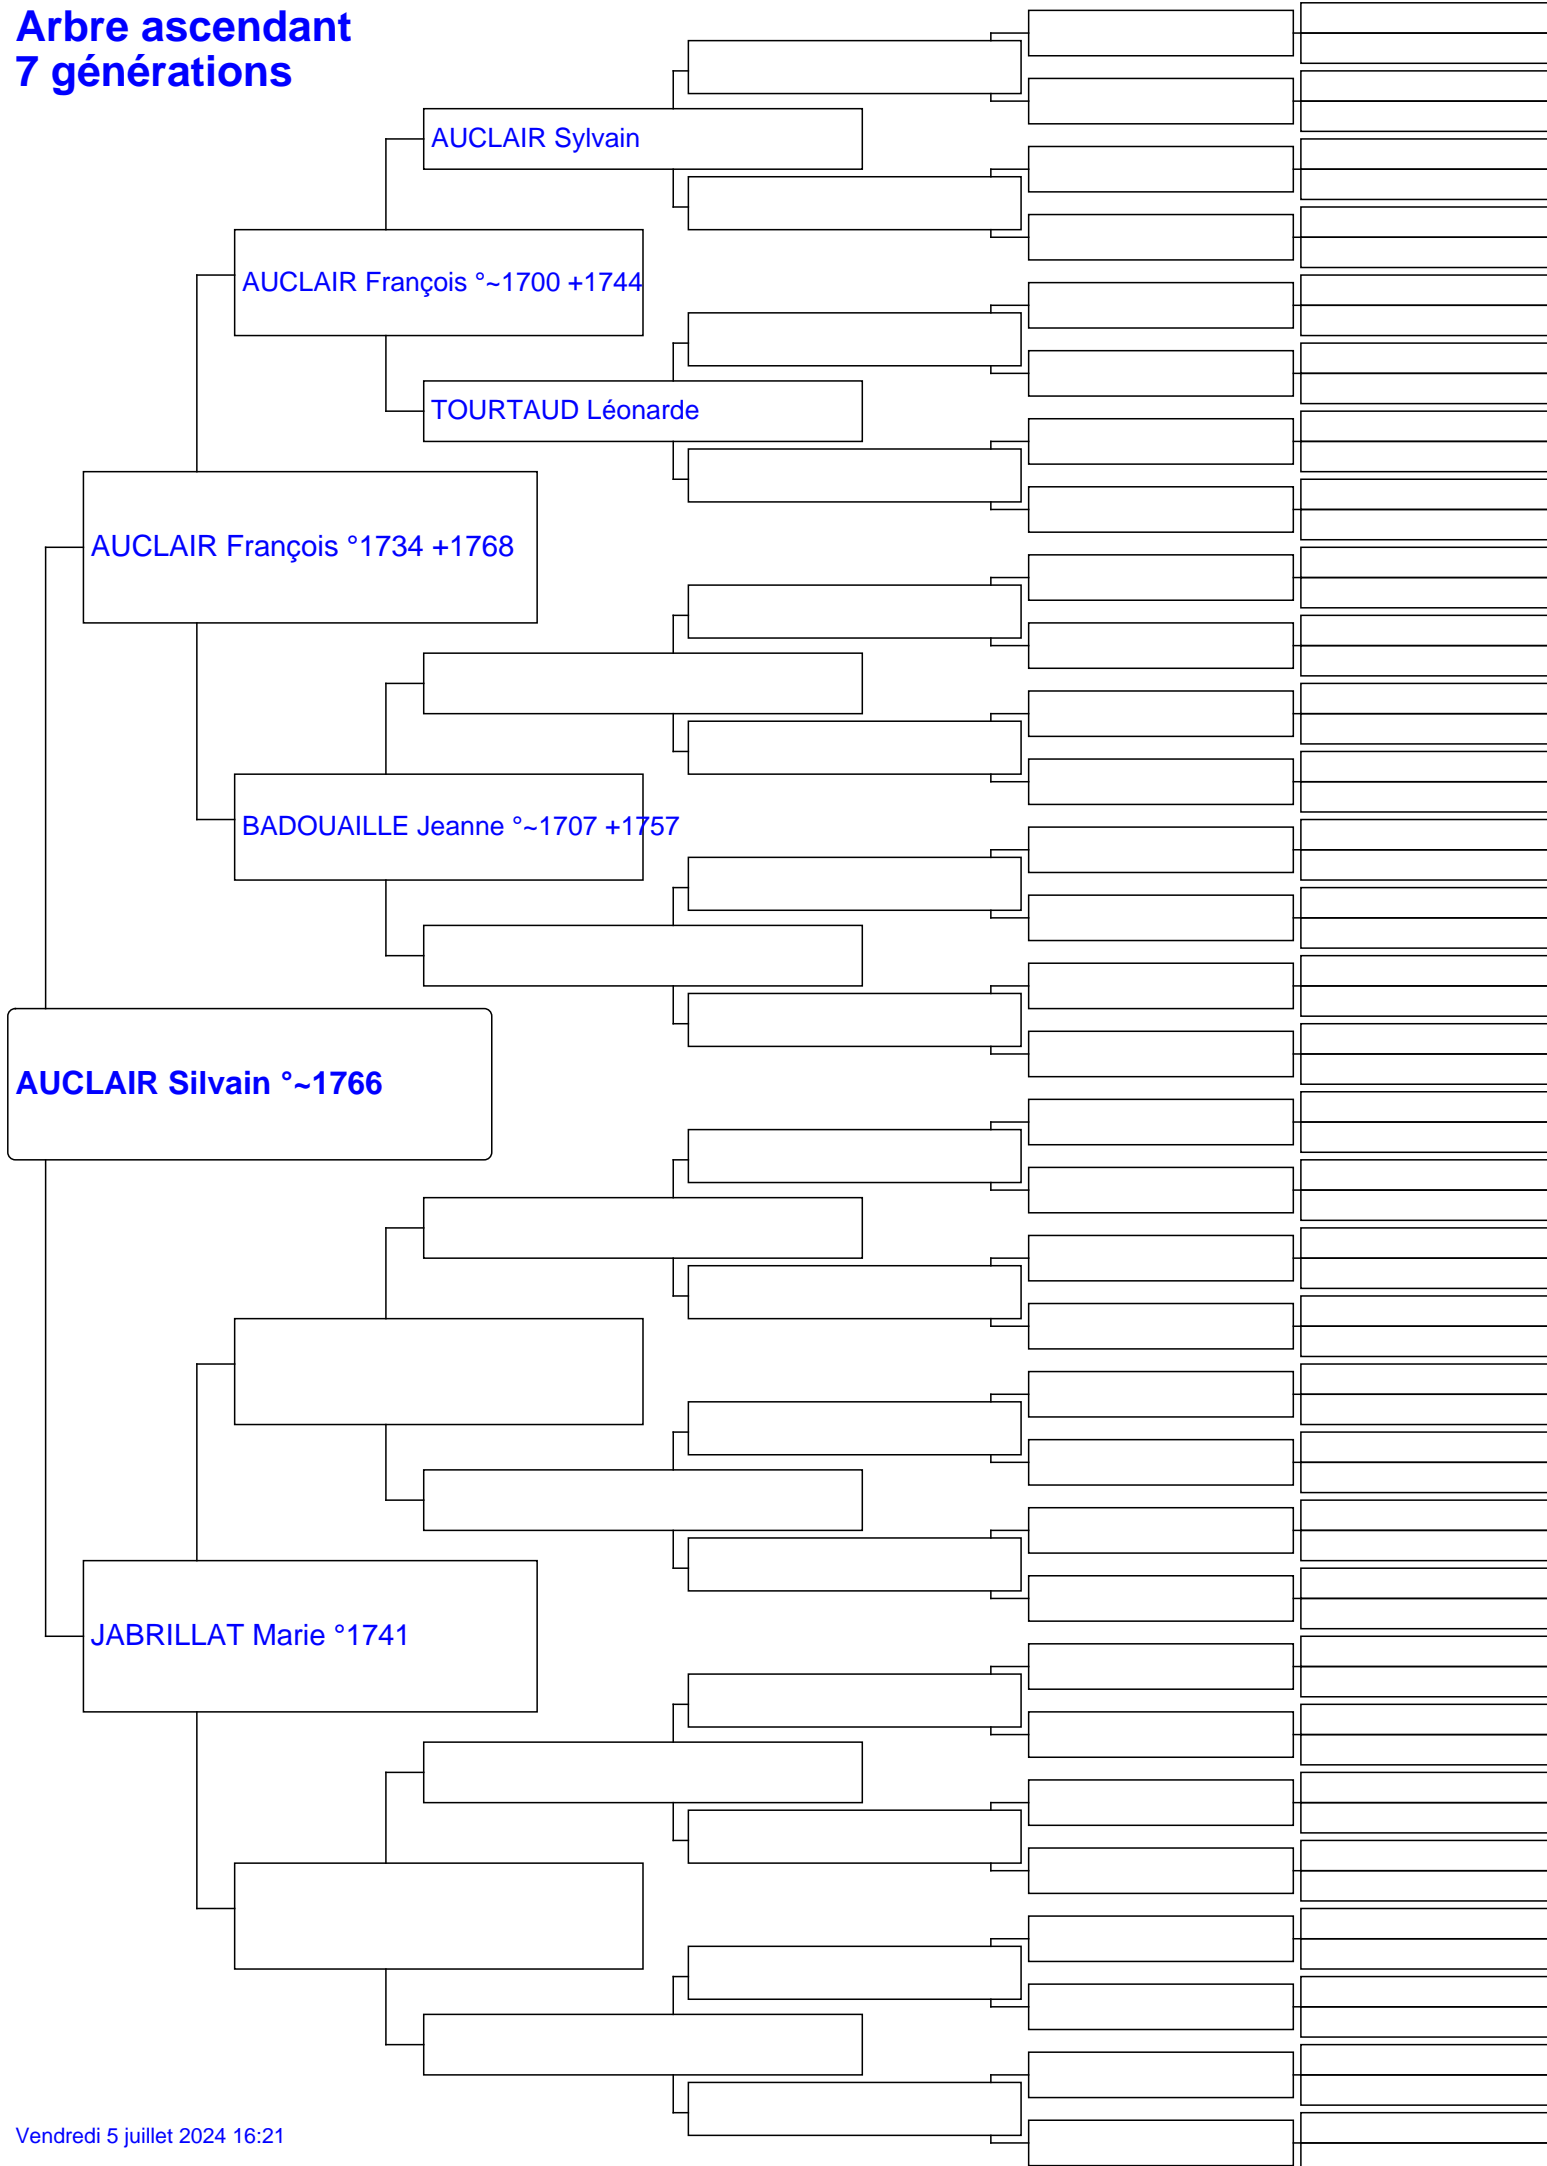 Arbre ascendant
7 générations
AUCLAIR Sylvain
AUCLAIR François °~1700 +1744
TOURTAUD Léonarde
AUCLAIR François °1734 +1768
BADOUAILLE Jeanne °~1707 +1757
AUCLAIR Silvain °~1766
JABRILLAT Marie °1741
Vendredi 5 juillet 2024 16:21